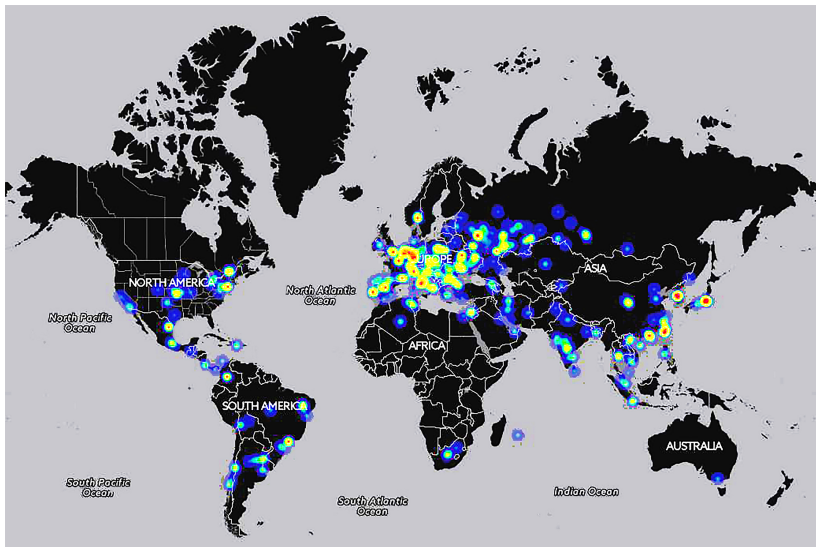 EUROPE
NORTH AMERICA
ASIA
North Atlantic
Ocean
North Pacific
Ocean
AFRICA
SOUTH AMERICA
AUSTRALIA
South Pacific
Ocean
Indian Ocean
South Atlantic
Ocean